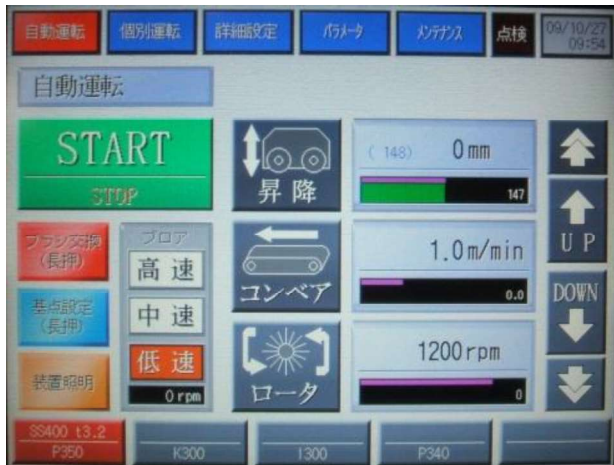 自動運転
個別運転
詳細設定
パラメータ
メンテナンス
点検
09/10/27
09:54
自動運転
START
STOP
昇降
(148)
0mm
147
ブラシ交換
(長押)
ブロア
高速
コンベア
1.0m/min
0.0
UP
DOWN
基点設定
(長押)
中速
低速
0rpm
装置照明
ロータ
1200rpm
0
SS400 t3.2
P350
K300
I300
P340